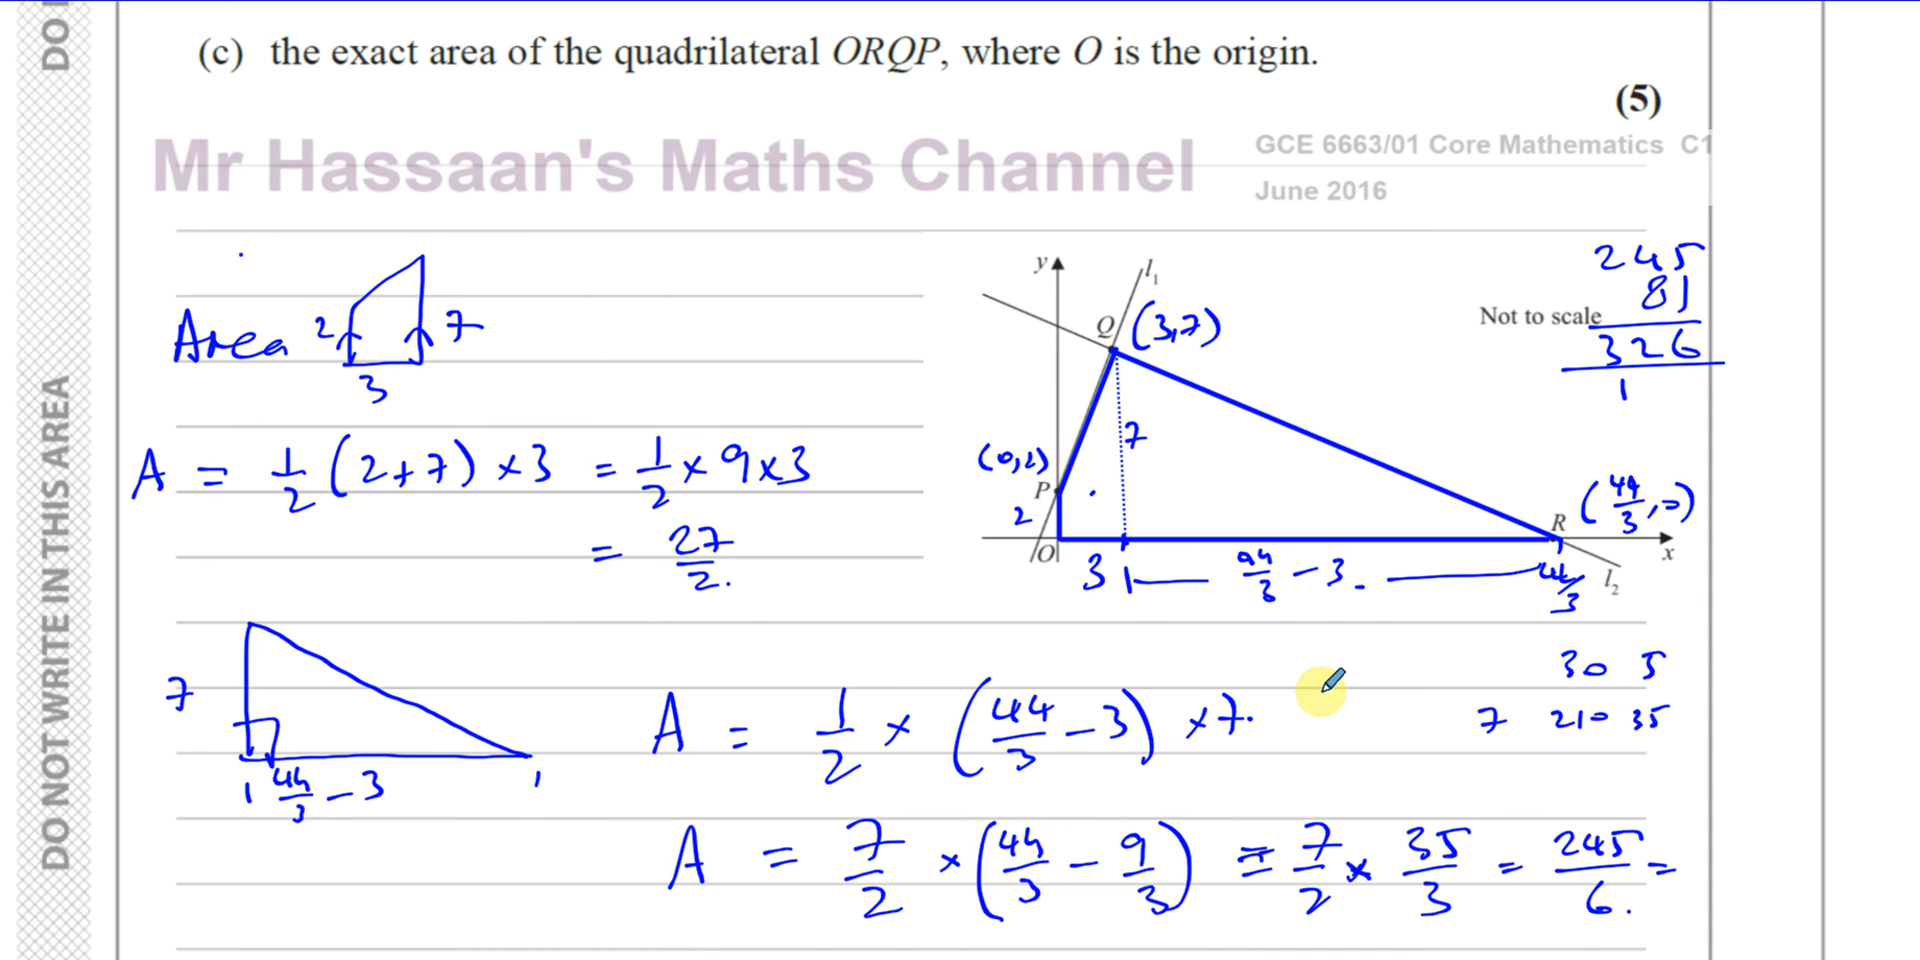 DO
(c) the exact area of the quadrilateral ORQP, where O is the origin.
(5)
Mr Hassaan's Maths Channel
GCE 6663/01 Core Mathematics C1
June 2016
DO NOT WRITE IN THIS AREA
Area 2 7
3
A = 1/2 (2+7) × 3 = 1/2 × 9 × 3
= 27/2.
y l₁
Q (3,7)
Not to scale
245
81
326
1
7
(0,2)
P
2
O
R (44/3, 0)
x
3 44/3 - 3. 44/3 l₂
30 5
7 210 35
7
44/3 - 3
A = 1/2 × (44/3 - 3) × 7.
A = 7/2 × (44/3 - 9/3) = 7/2 × 35/3 = 245/6. =